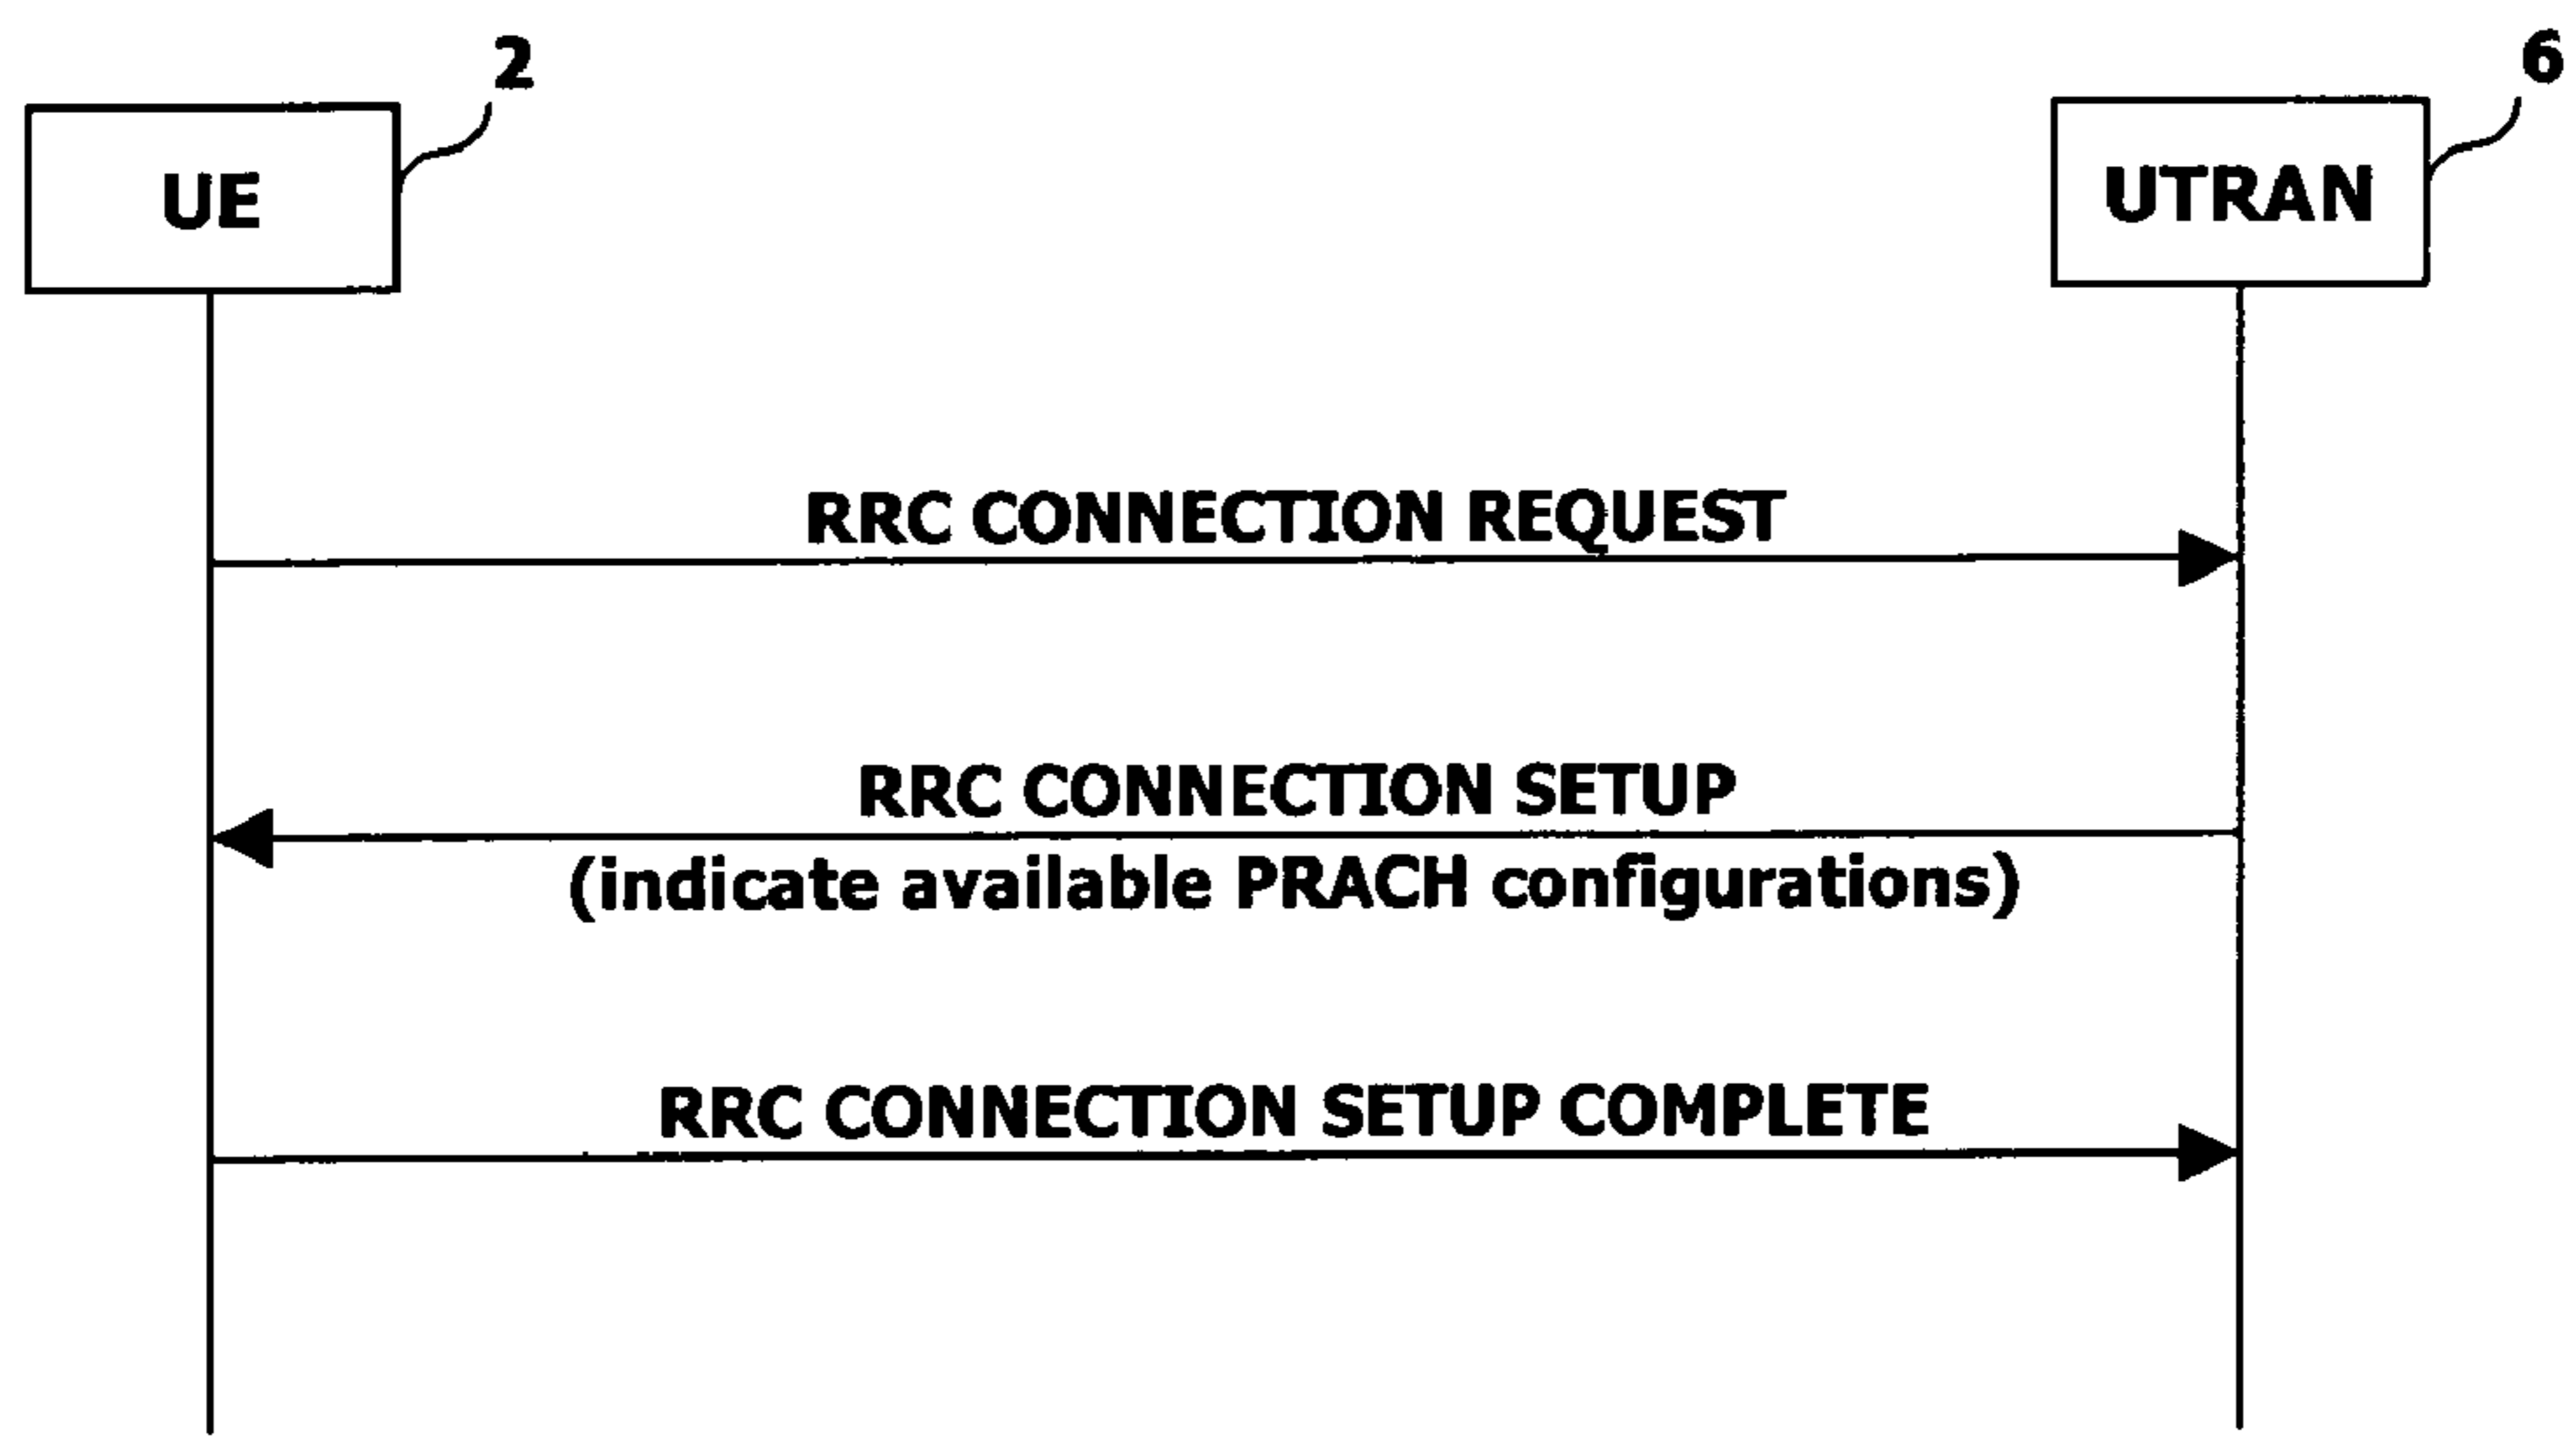 2
6
UE
UTRAN
RRC CONNECTION REQUEST
RRC CONNECTION SETUP
(indicate available PRACH configurations)
RRC CONNECTION SETUP COMPLETE